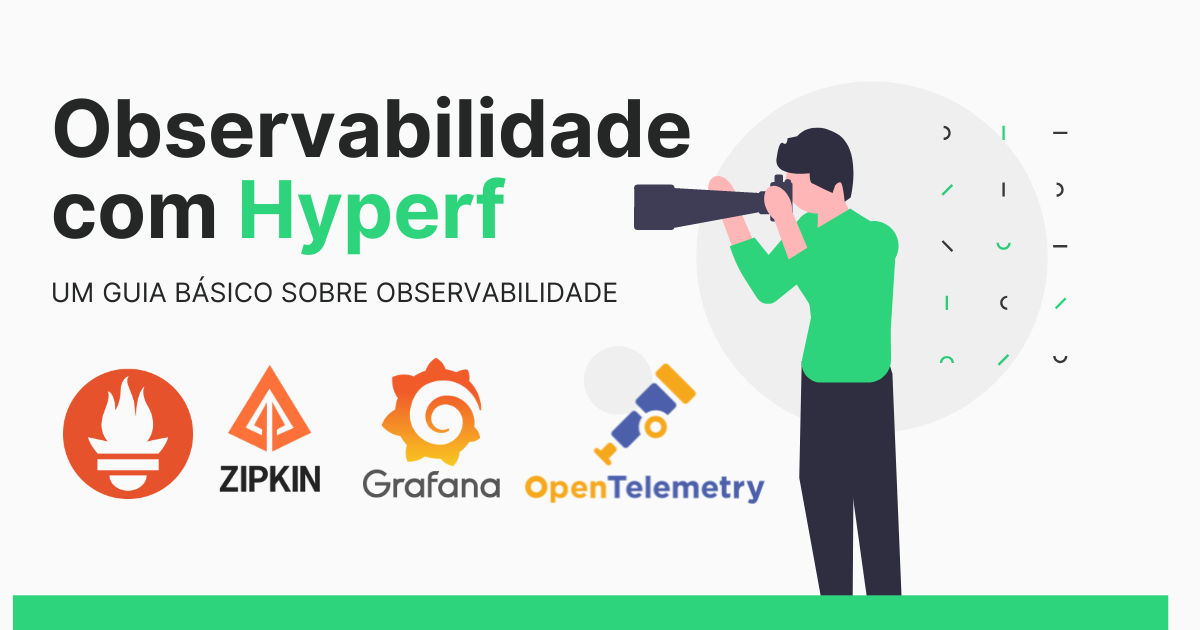 Observabilidade
com Hyperf
UM GUIA BÁSICO SOBRE OBSERVABILIDADE
ZIPKIN
Grafana
OpenTelemetry